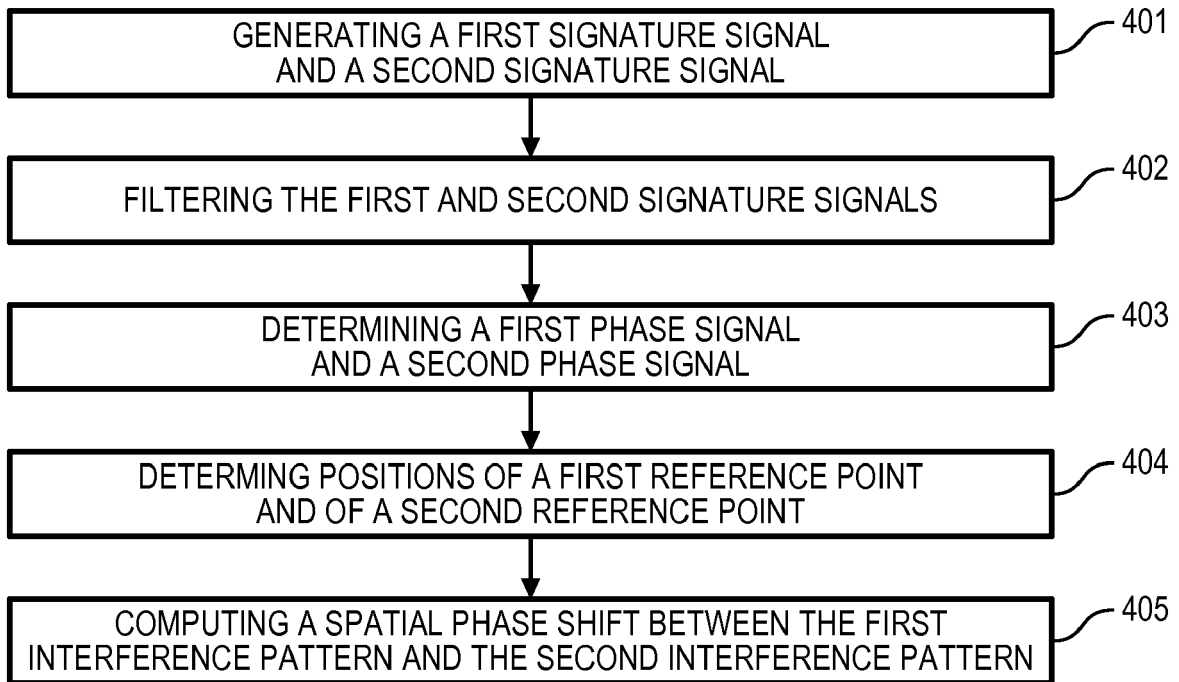 GENERATING A FIRST SIGNATURE SIGNAL
AND A SECOND SIGNATURE SIGNAL
401
FILTERING THE FIRST AND SECOND SIGNATURE SIGNALS
402
DETERMINING A FIRST PHASE SIGNAL
AND A SECOND PHASE SIGNAL
403
DETERMING POSITIONS OF A FIRST REFERENCE POINT
AND OF A SECOND REFERENCE POINT
404
COMPUTING A SPATIAL PHASE SHIFT BETWEEN THE FIRST
INTERFERENCE PATTERN AND THE SECOND INTERFERENCE PATTERN
405